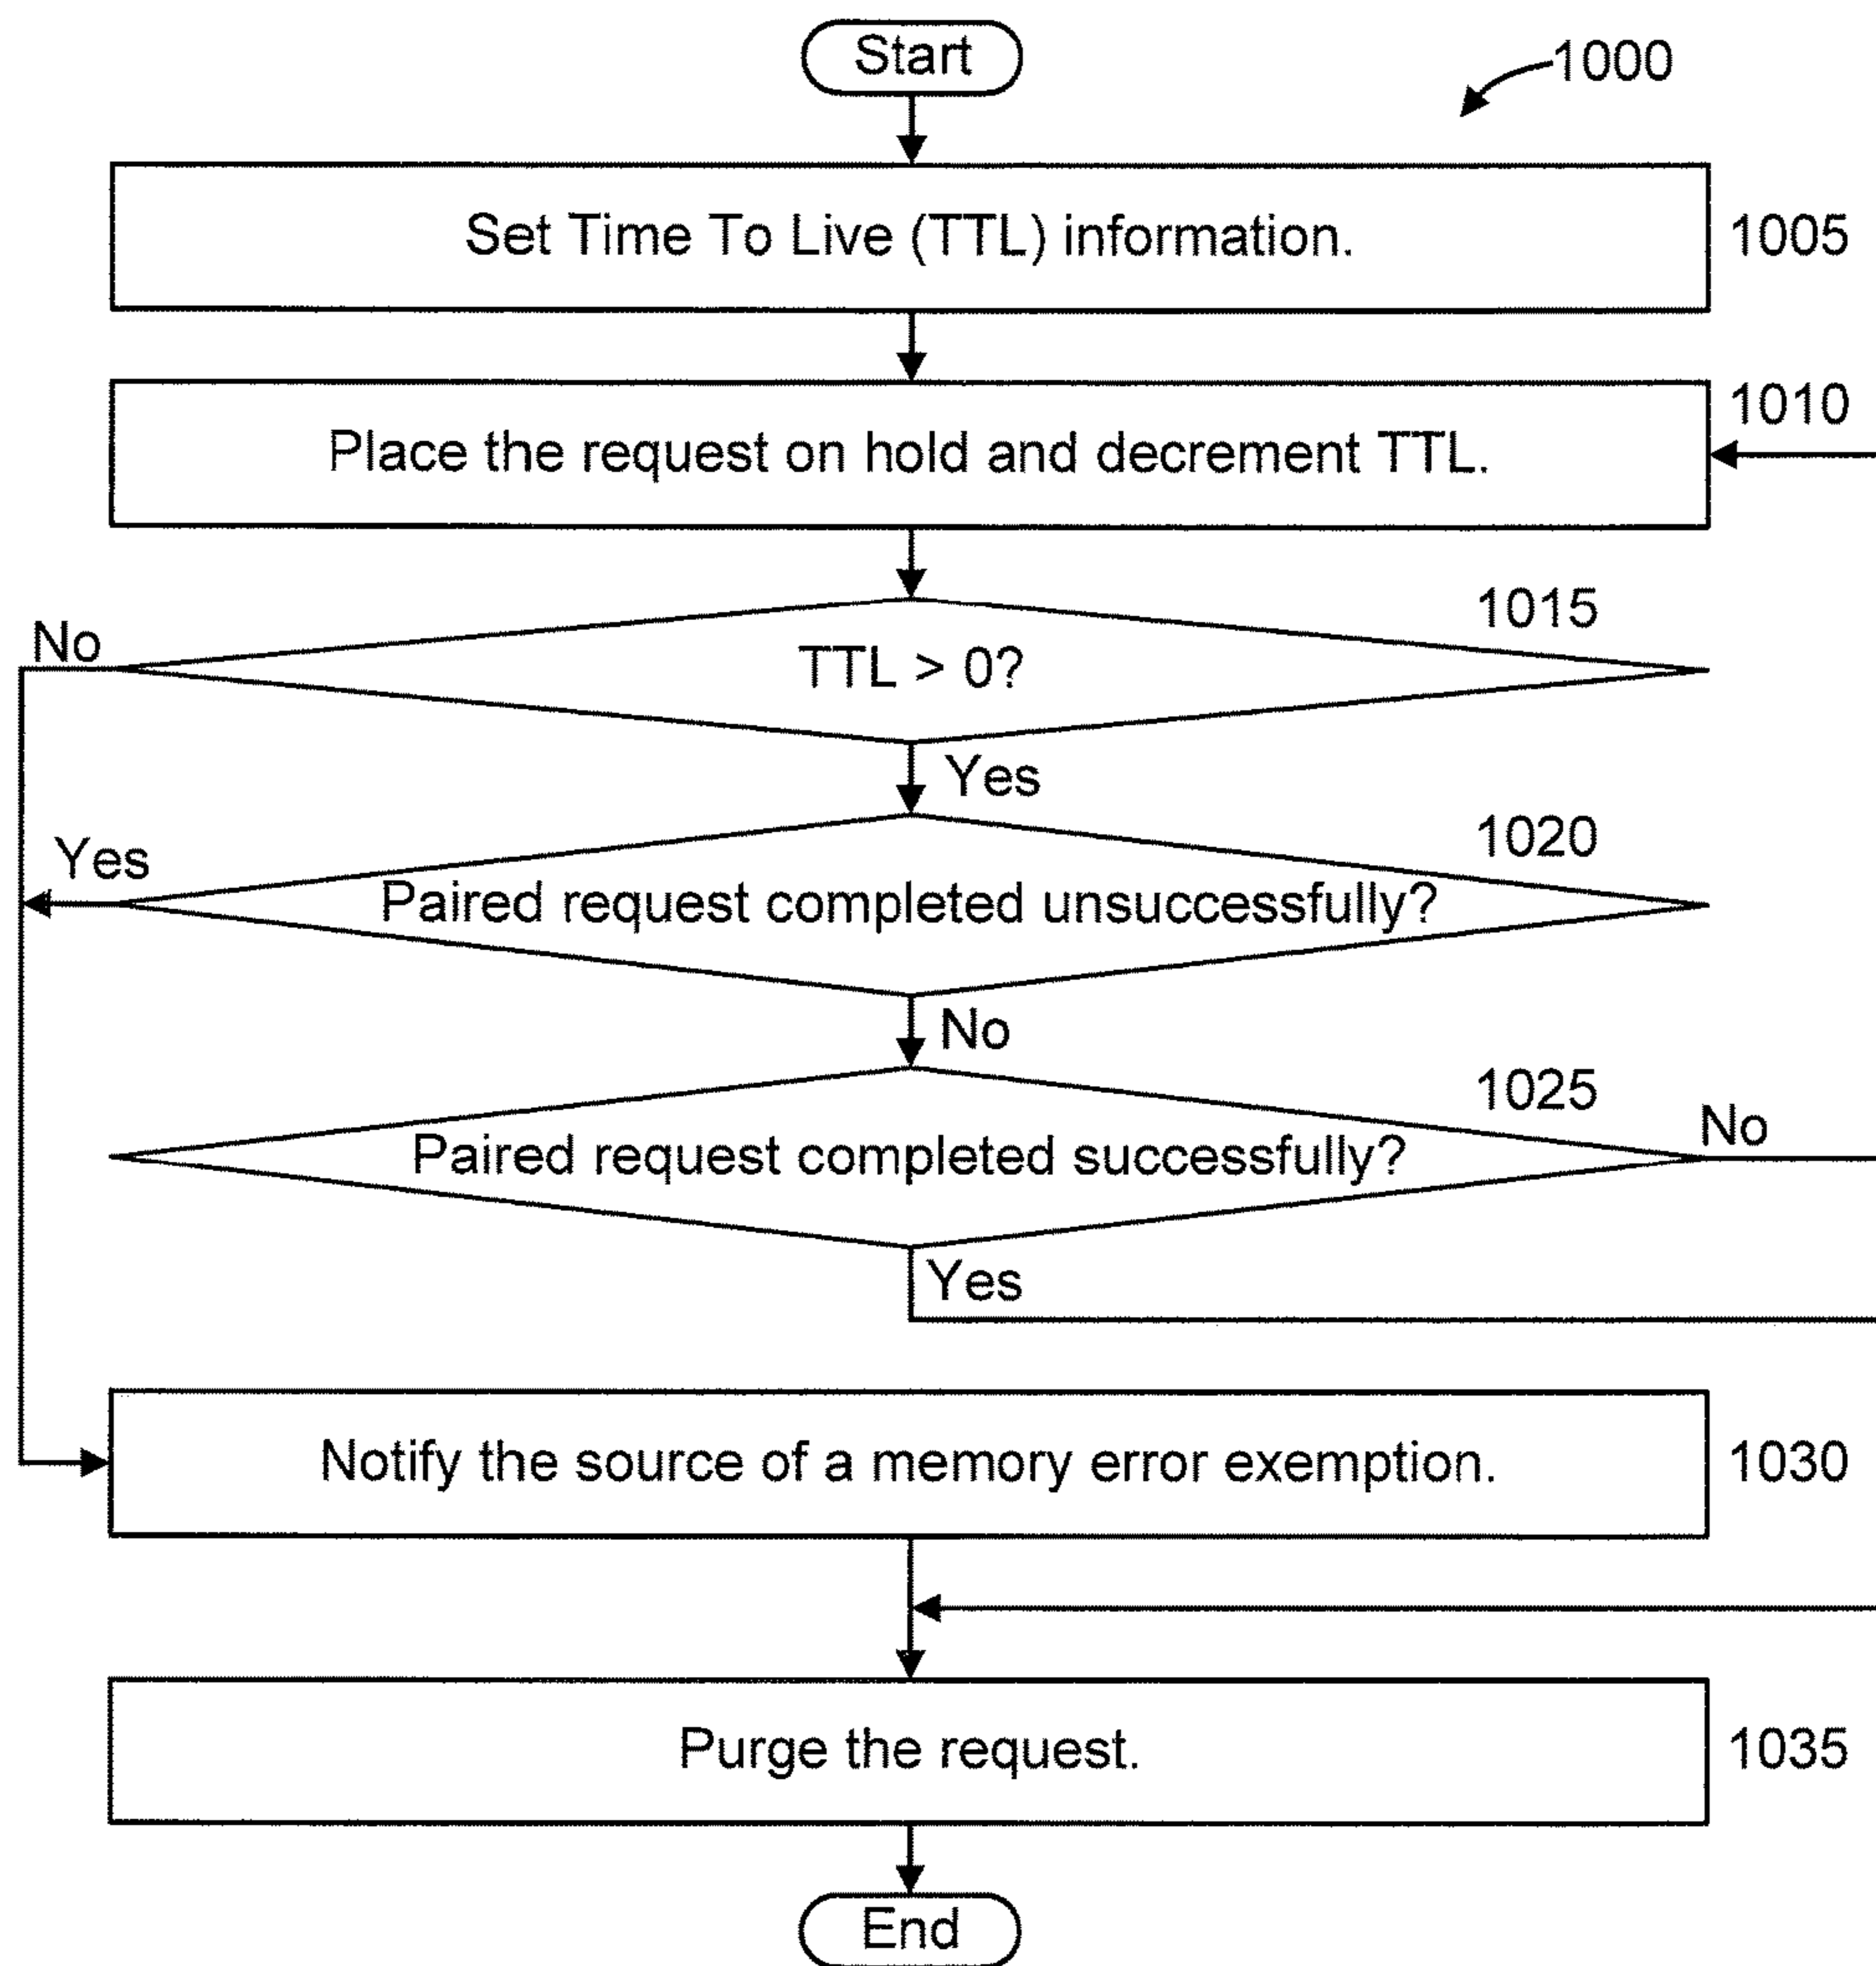 Start
1000
Set Time To Live (TTL) information.
1005
Place the request on hold and decrement TTL.
1010
TTL > 0?
1015
No
Yes
Paired request completed unsuccessfully?
1020
Yes
No
Paired request completed successfully?
1025
No
Yes
Notify the source of a memory error exemption.
1030
Purge the request.
1035
End